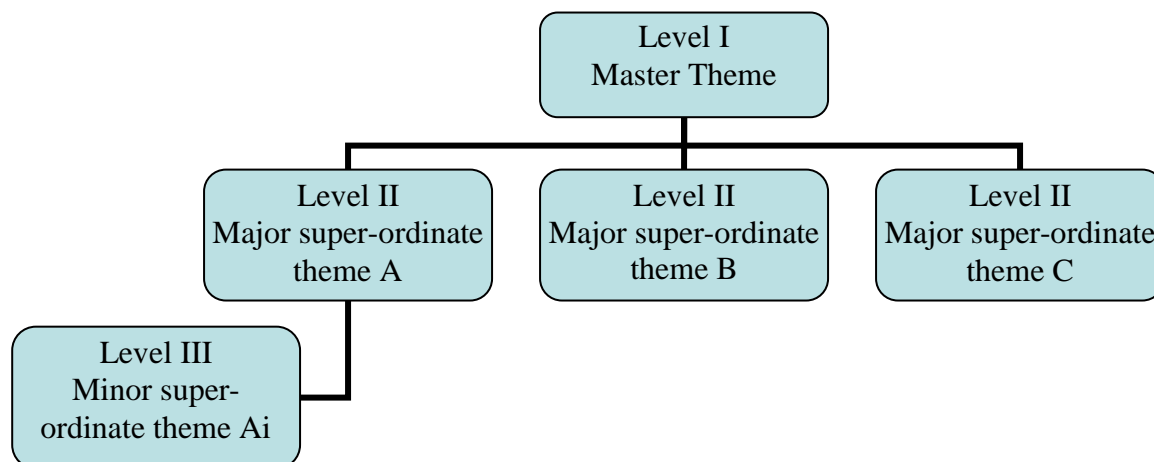 Level I
Master Theme
Level II
Major super-ordinate
theme A
Level II
Major super-ordinate
theme B
Level II
Major super-ordinate
theme C
Level III
Minor super-
ordinate theme Ai